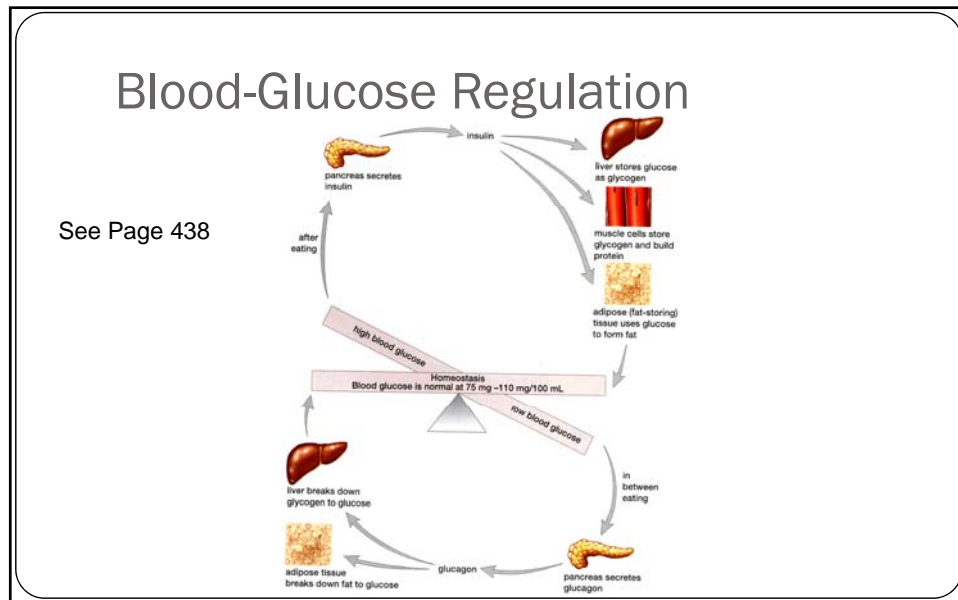 Blood-Glucose Regulation
See Page 438
insulin
pancreas secretes
insulin
liver stores glucose
as glycogen
muscle cells store
glycogen and build
protein
adipose (fat-storing)
tissue uses glucose
to form fat
after
eating
high blood glucose
Homeostasis
Blood glucose is normal at 75 mg –110 mg/100 mL
low blood glucose
in
between
eating
pancreas secretes
glucagon
glucagon
liver breaks down
glycogen to glucose
adipose tissue
breaks down fat to glucose